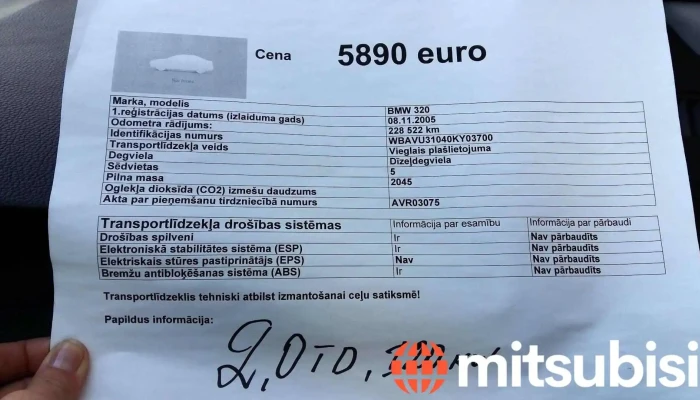 Cena 5890 euro
Marka, modelis BMW 320
1.reģistrācijas datums (izlaiduma gads) 08.11.2005
Odometra rādījums: 228 522 km
Identifikācijas numurs WBAVU31040KY03700
Transportlīdzekļa veids Vieglais plašlietojuma
Degviela Dīzeļdegviela
Sēdvietas 5
Pilna masa 2045
Oglekļa dioksīda (CO2) izmešu daudzums
Akta par pieņemšanu tirdzniecībā numurs AVR03075
Transportlīdzekļa drošības sistēmas Informācija par esamību Informācija par pārbaudi
Drošības spilveni Ir Nav pārbaudīts
Elektroniskā stabilitātes sistēma (ESP) Ir Nav pārbaudīts
Elektriskais stūres pastiprinātājs (EPS) Nav Nav pārbaudīts
Bremžu antibloķēšanas sistēma (ABS) Ir Nav pārbaudīts
Transportlīdzeklis tehniski atbilst izmantošanai ceļu satiksmē!
Papildus informācija:
2,0TD,
mitsubisi